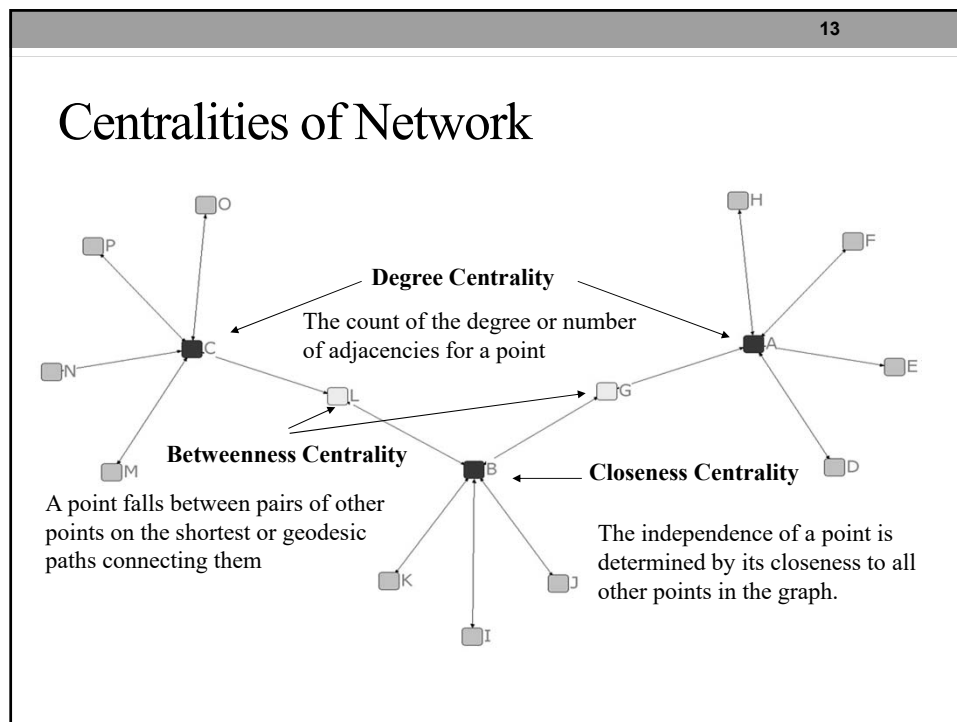 13
Centralities of Network
O
H
P
F
Degree Centrality
The count of the degree or number
of adjacencies for a point
C
A
N
E
L
G
Betweenness Centrality
M
B
Closeness Centrality
D
A point falls between pairs of other
points on the shortest or geodesic
paths connecting them
The independence of a point is
determined by its closeness to all
other points in the graph.
K
J
I